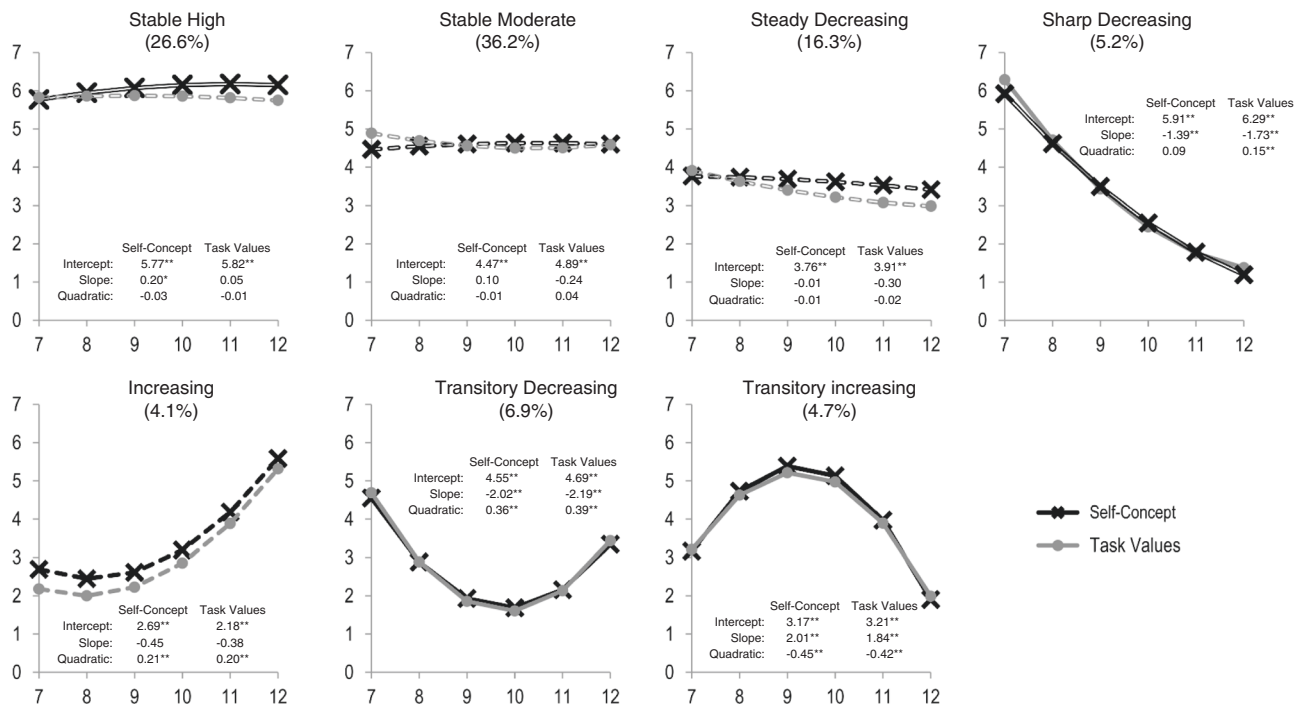 Stable High
(26.6%)
7
6
5
4
3
2
1
0
Self-Concept Task Values
Intercept: 5.77** 5.82**
Slope: 0.20* 0.05
Quadratic: -0.03 -0.01
7 8 9 10 11 12
Stable Moderate
(36.2%)
7
6
5
4
3
2
1
0
Self-Concept Task Values
Intercept: 4.47** 4.89**
Slope: 0.10 -0.24
Quadratic: -0.01 0.04
7 8 9 10 11 12
Steady Decreasing
(16.3%)
7
6
5
4
3
2
1
0
Self-Concept Task Values
Intercept: 3.76** 3.91**
Slope: -0.01 -0.30
Quadratic: -0.01 -0.02
7 8 9 10 11 12
Sharp Decreasing
(5.2%)
7
6
5
4
3
2
1
0
Self-Concept Task Values
Intercept: 5.91** 6.29**
Slope: -1.39** -1.73**
Quadratic: 0.09 0.15**
7 8 9 10 11 12
Increasing
(4.1%)
7
6
5
4
3
2
1
0
Self-Concept Task Values
Intercept: 2.69** 2.18**
Slope: -0.45 -0.38
Quadratic: 0.21** 0.20**
7 8 9 10 11 12
Transitory Decreasing
(6.9%)
7
6
5
4
3
2
1
0
Self-Concept Task Values
Intercept: 4.55** 4.69**
Slope: -2.02** -2.19**
Quadratic: 0.36** 0.39**
7 8 9 10 11 12
Transitory increasing
(4.7%)
7
6
5
4
3
2
1
0
Self-Concept Task Values
Intercept: 3.17** 3.21**
Slope: 2.01** 1.84**
Quadratic: -0.45** -0.42**
7 8 9 10 11 12
Self-Concept
Task Values